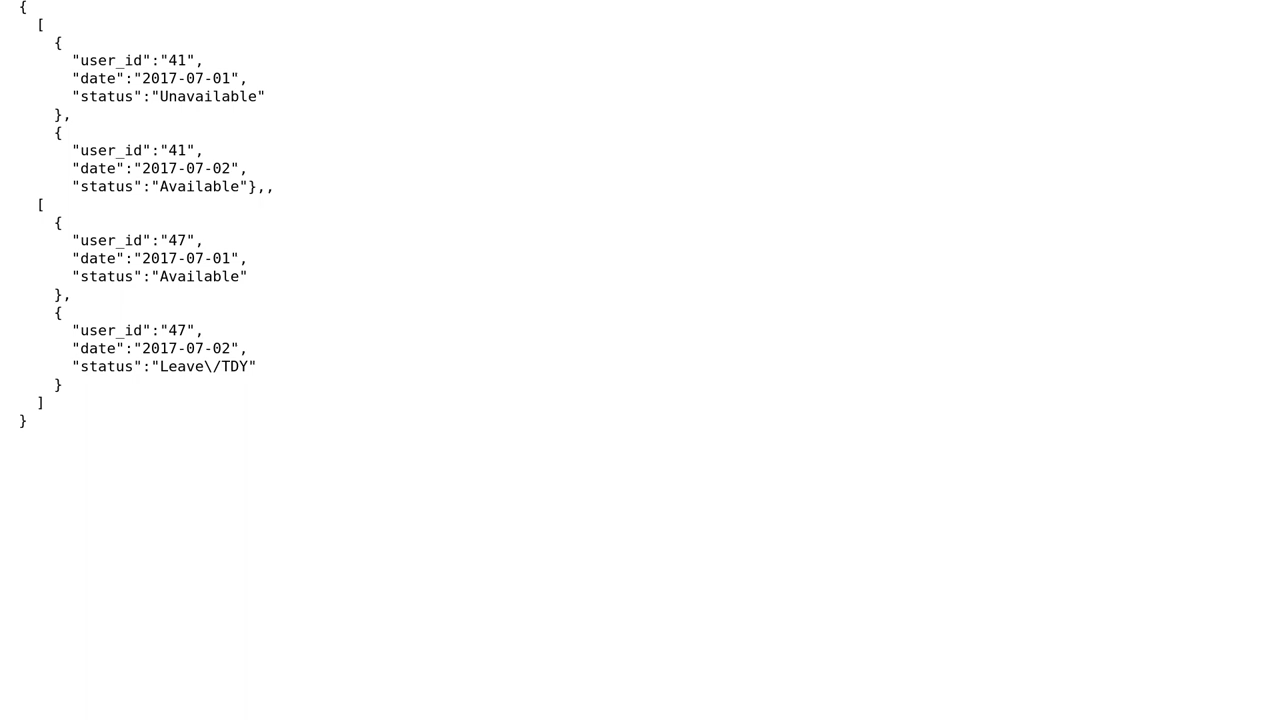 {
  [
    {
      "user_id":"41",
      "date":"2017-07-01",
      "status":"Unavailable"
    },
    {
      "user_id":"41",
      "date":"2017-07-02",
      "status":"Available"},,
  [
    {
      "user_id":"47",
      "date":"2017-07-01",
      "status":"Available"
    },
    {
      "user_id":"47",
      "date":"2017-07-02",
      "status":"Leave\/TDY"
    }
  ]
}